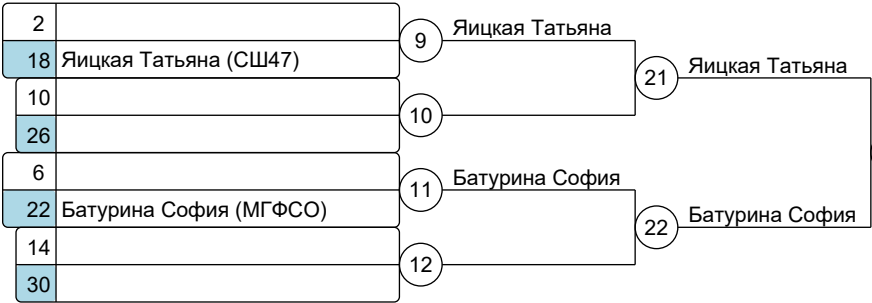 2
18 Яицкая Татьяна (СШ47)
9 Яицкая Татьяна
10
26
10
21 Яицкая Татьяна
6
22 Батурина София (МГФСО)
11 Батурина София
14
30
12
22 Батурина София